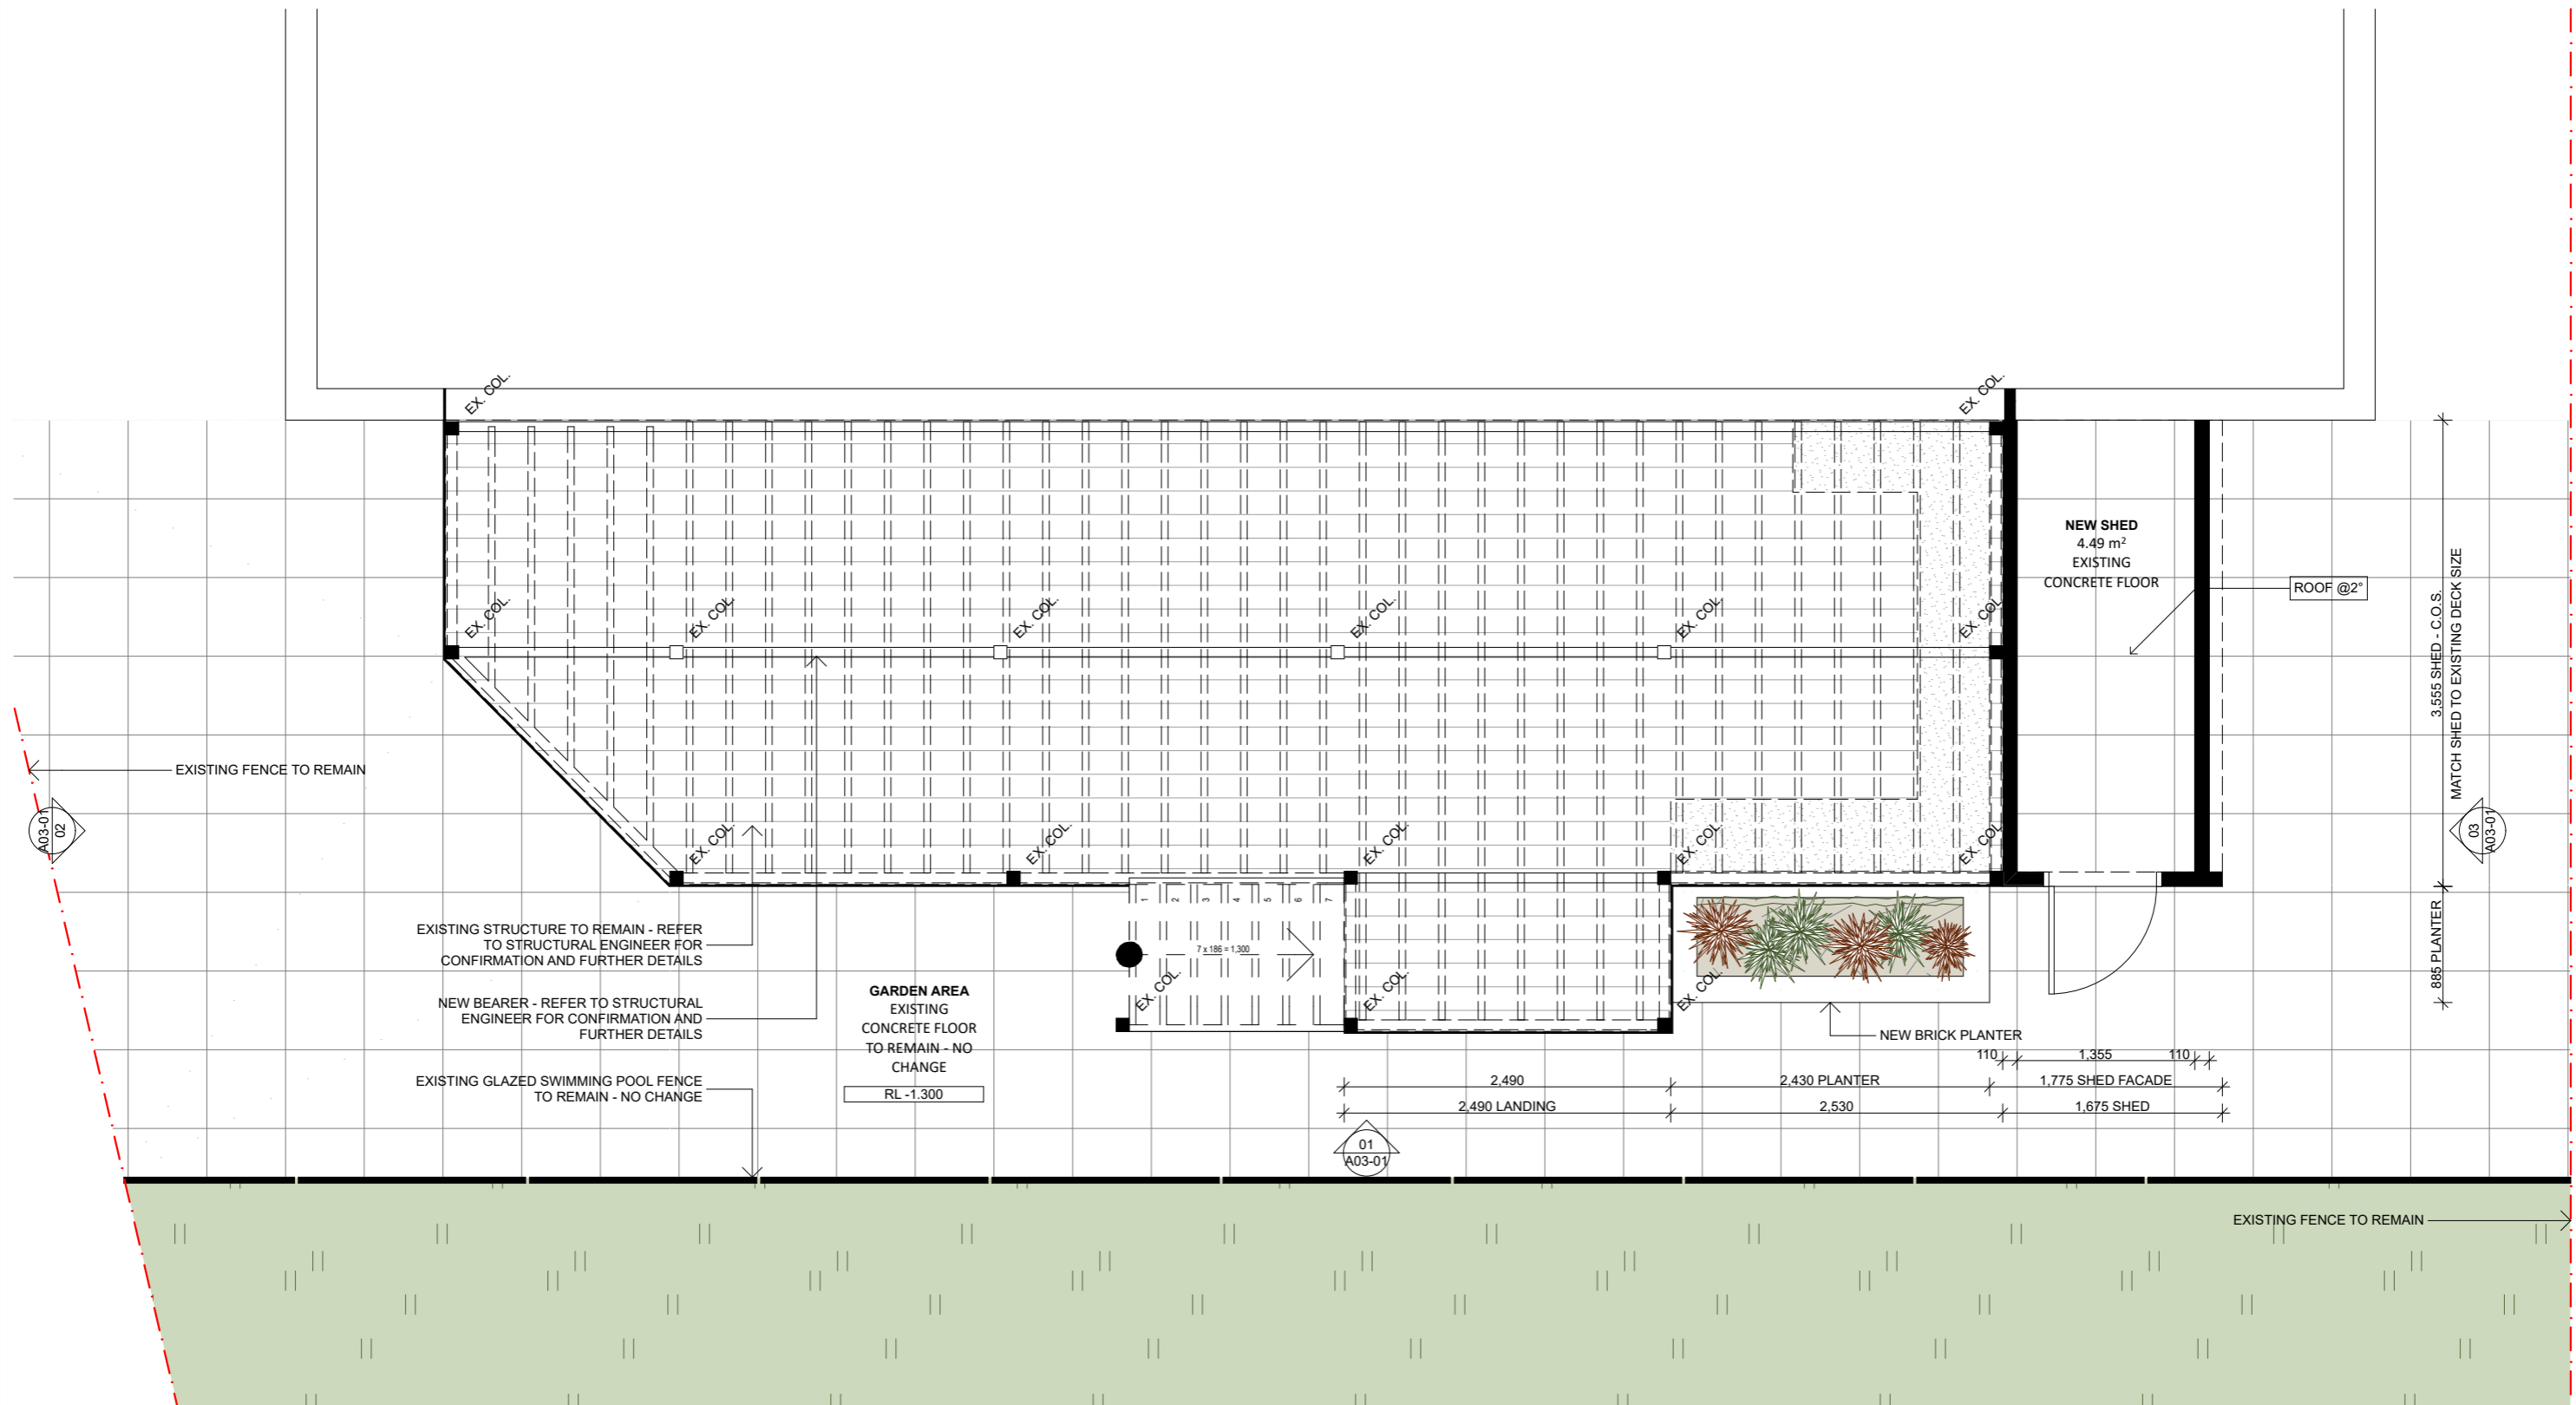 EX. COL.
EX. COL.
NEW SHED
4.49 m²
EXISTING
CONCRETE FLOOR
ROOF @2°
3,555 SHED - C.O.S.
MATCH SHED TO EXISTING DECK SIZE
EX. COL.
EX. COL.
EX. COL.
EX. COL.
EX. COL.
EX. COL.
EXISTING FENCE TO REMAIN
A03-01
02
03
A03-01
EX. COL.
EX. COL.
EX. COL.
EX. COL.
EX. COL.
1
2
3
4
5
6
7
7 x 186 = 1,300
885 PLANTER
EXISTING STRUCTURE TO REMAIN - REFER
TO STRUCTURAL ENGINEER FOR
CONFIRMATION AND FURTHER DETAILS
EX. COL.
EX. COL.
EX. COL.
NEW BEARER - REFER TO STRUCTURAL
ENGINEER FOR CONFIRMATION AND
FURTHER DETAILS
GARDEN AREA
EXISTING
CONCRETE FLOOR
TO REMAIN - NO
CHANGE
RL -1.300
NEW BRICK PLANTER
110
1,355
110
EXISTING GLAZED SWIMMING POOL FENCE
TO REMAIN - NO CHANGE
2,490
2,430 PLANTER
1,775 SHED FACADE
2,490 LANDING
2,530
1,675 SHED
01
A03-01
EXISTING FENCE TO REMAIN